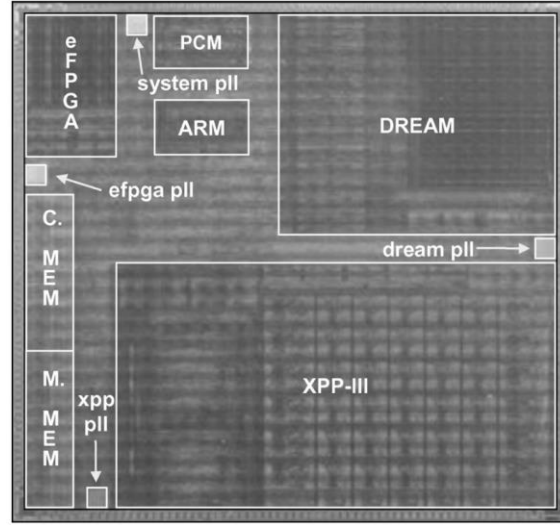 e
F
P
G
A
system pll
PCM
ARM
DREAM
efpga pll
C.
M
E
M
dream pll
M.
M
E
M
xpp
pll
XPP-III